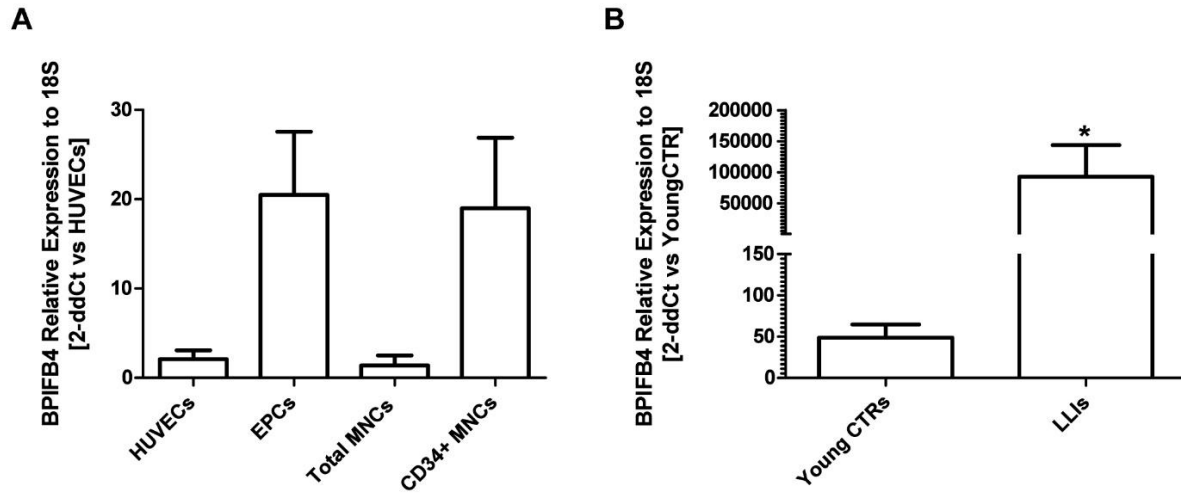 A
BPIFB4 Relative Expression to 18S
[2-ddCt vs HUVECs]
30
20
10
0
HUVECs
EPCs
Total MNCs
CD34+ MNCs
B
BPIFB4 Relative Expression to 18S
[2-ddCt vs YoungCTR]
200000
150000
100000
50000
150
100
50
0
*
Young CTRs
LLIs